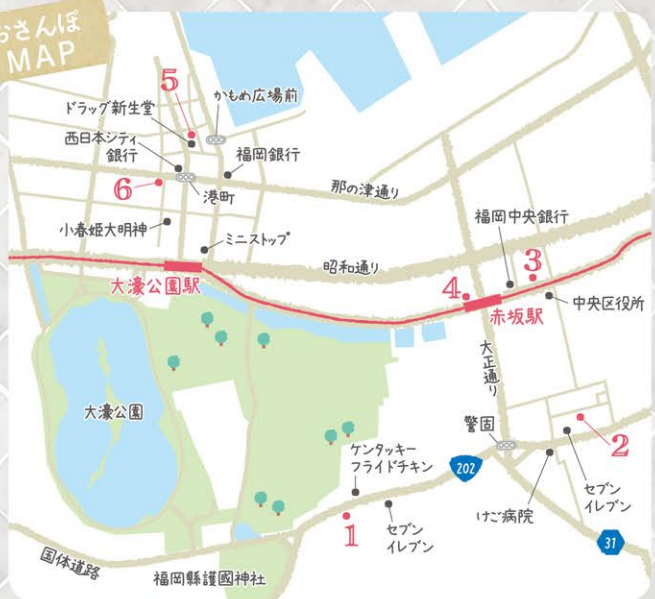 おさんぽ
MAP
5
かもめ広場前
ドラッグ新生堂
西日本シティ
銀行
福岡銀行
6
港町
那の津通り
小春姫大明神
ミニストップ
昭和通り
福岡中央銀行
3
大濠公園駅
4
赤坂駅
中央区役所
大正通り
大濠公園
警固
2
ケンタッキー
フライドチキン
202
セブン
イレブン
けご病院
1
セブン
イレブン
31
国体道路
福岡縣護國神社